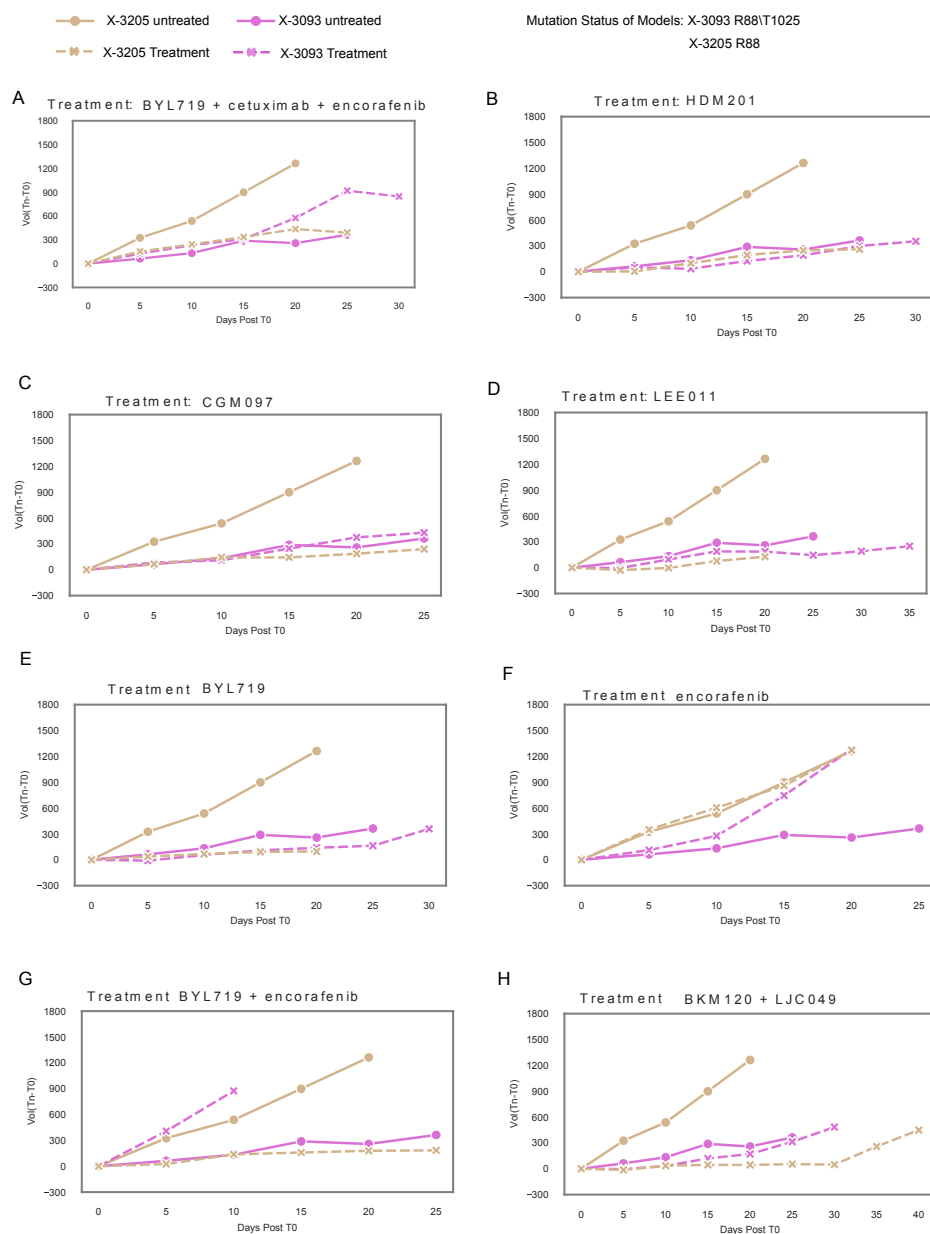 X-3205 untreated
X-3093 untreated
Mutation Status of Models: X-3093 R88\T1025
X-3205 Treatment
X-3093 Treatment
X-3205 R88
A
Treatment: BYL719 + cetuximab + encorafenib
1800
1500
1200
900
600
300
0
−300
Vol(Tn-T0)
0 5 10 15 20 25 30
Days Post T0
B
Treatment: HDM201
1800
1500
1200
900
600
300
0
−300
Vol(Tn-T0)
0 5 10 15 20 25 30
Days Post T0
C
Treatment: CGM097
1800
1500
1200
900
600
300
0
−300
Vol(Tn-T0)
0 5 10 15 20 25
Days Post T0
D
Treatment: LEE011
1800
1500
1200
900
600
300
0
−300
Vol(Tn-T0)
0 5 10 15 20 25 30 35
Days Post T0
E
Treatment BYL719
1800
1500
1200
900
600
300
0
−300
Vol(Tn-T0)
0 5 10 15 20 25 30
Days Post T0
F
Treatment encorafenib
1800
1500
1200
900
600
300
0
−300
Vol(Tn-T0)
0 5 10 15 20 25
Days Post T0
G
Treatment BYL719 + encorafenib
1800
1500
1200
900
600
300
0
−300
Vol(Tn-T0)
0 5 10 15 20 25
Days Post T0
H
Treatment BKM120 + LJC049
1800
1500
1200
900
600
300
0
−300
Vol(Tn-T0)
0 5 10 15 20 25 30 35 40
Days Post T0